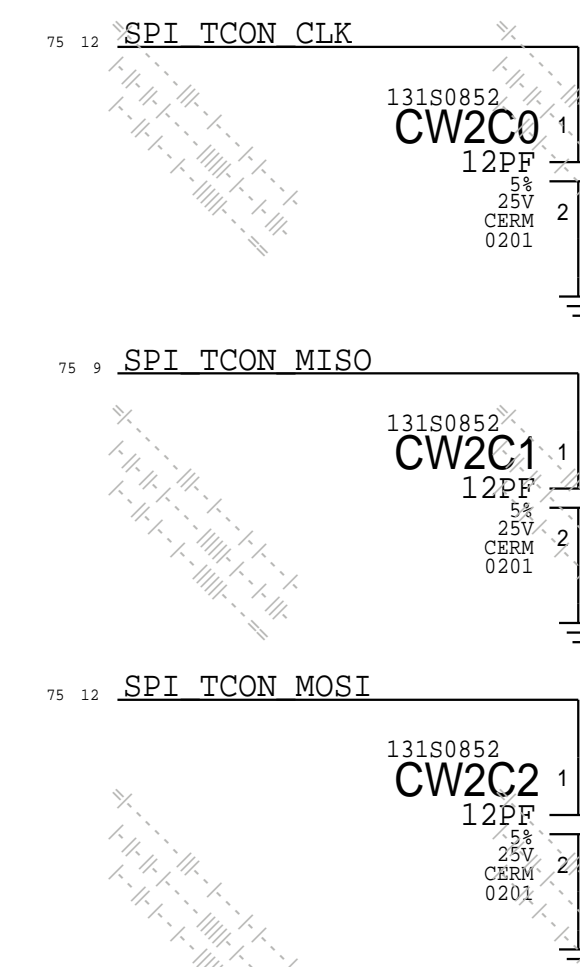 75 12 SPI_TCON_CLK
131S0852
CW2C0 1
12PF
5%
25V 2
CERM
0201
75 9 SPI_TCON_MISO
131S0852
CW2C1 1
12PF
5%
25V 2
CERM
0201
75 12 SPI_TCON_MOSI
131S0852
CW2C2 1
12PF
5%
25V 2
CERM
0201